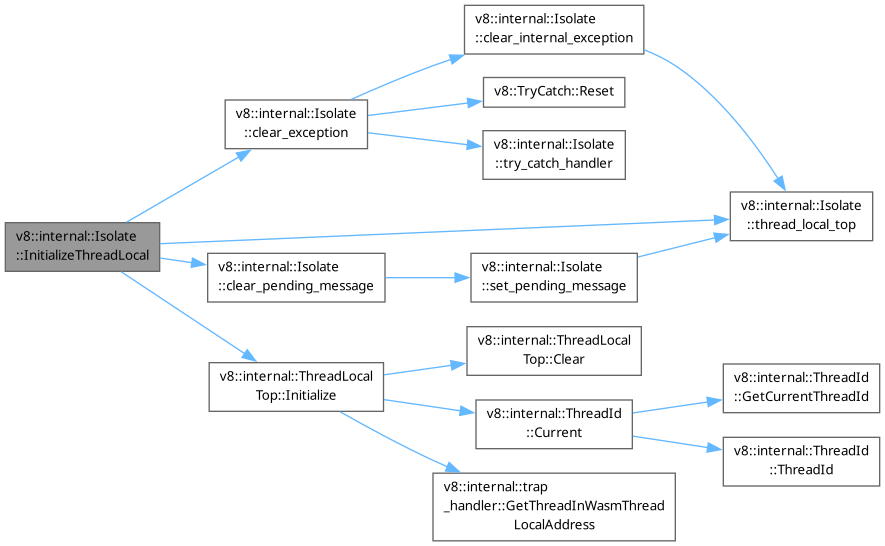 v8::internal::Isolate
::clear_internal_exception
v8::TryCatch::Reset
v8::internal::Isolate
::clear_exception
v8::internal::Isolate
::try_catch_handler
v8::internal::Isolate
::thread_local_top
v8::internal::Isolate
::InitializeThreadLocal
v8::internal::Isolate
::clear_pending_message
v8::internal::Isolate
::set_pending_message
v8::internal::ThreadLocal
Top::Clear
v8::internal::ThreadLocal
Top::Initialize
v8::internal::ThreadId
::GetCurrentThreadId
v8::internal::ThreadId
::Current
v8::internal::ThreadId
::ThreadId
v8::internal::trap
_handler::GetThreadInWasmThread
LocalAddress